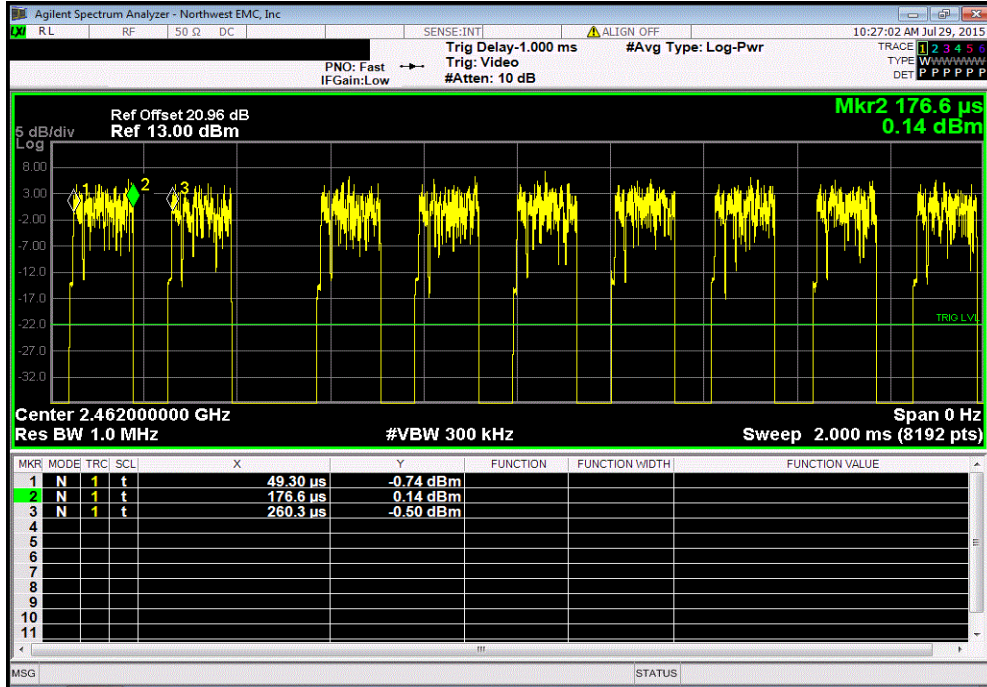 Agilent Spectrum Analyzer - Northwest EMC, Inc
LXI RL RF 50 Ω DC SENSE:INT ALIGN OFF 10:27:02 AM Jul 29, 2015
Trig Delay-1.000 ms #Avg Type: Log-Pwr TRACE 1 2 3 4 5 6
PNO: Fast Trig: Video TYPE WWWWWW
IFGain:Low #Atten: 10 dB DET P P P P P P
Mkr2 176.6 µs
0.14 dBm
Ref Offset 20.96 dB
5 dB/div Ref 13.00 dBm
Log
8.00
1 2 3
3.00
-2.00
-7.00
-12.0
-17.0
TRIG LVL
-22.0
-27.0
-32.0
Center 2.462000000 GHz Span 0 Hz
Res BW 1.0 MHz #VBW 300 kHz Sweep 2.000 ms (8192 pts)
MKR MODE TRC SCL X Y FUNCTION FUNCTION WIDTH FUNCTION VALUE
1 N 1 t 49.30 µs -0.74 dBm
2 N 1 t 176.6 µs 0.14 dBm
3 N 1 t 260.3 µs -0.50 dBm
4
5
6
7
8
9
10
11
MSG STATUS